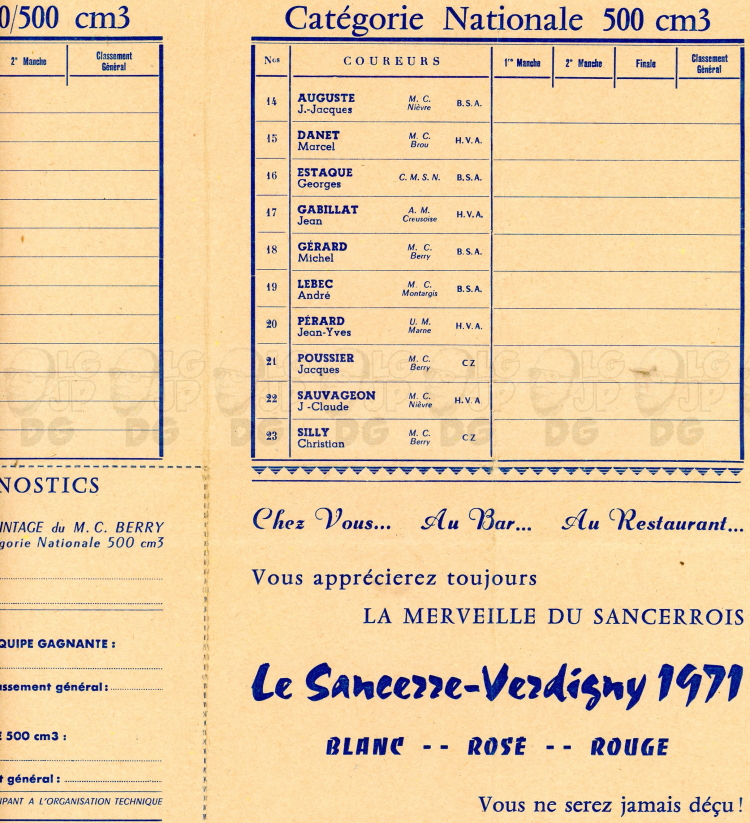 0/500 cm3
2e Manche
Classement
Général
NOSTICS
INTAGE du M. C. BERRY
gorie Nationale 500 cm3
QUIPE GAGNANTE :
assement général :
E 500 cm3 :
t général :
IPANT A L'ORGANISATION TECHNIQUE
Catégorie Nationale 500 cm3
Nos COUREURS 1re Manche 2e Manche Finale Classement
Général
14 AUGUSTE M. C. B.S.A.
J.-Jacques Nièvre
15 DANET M. C. H.V.A.
Marcel Brou
16 ESTAQUE C. M. S. N. B.S.A.
Georges
17 GABILLAT A. M. H.V.A.
Jean Creusoise
18 GÉRARD M. C. B.S.A.
Michel Berry
19 LEBEC M. C. B.S.A.
André Montargis
20 PÉRARD U. M. H.V.A.
Jean-Yves Marne
21 POUSSIER M. C. CZ
Jacques Berry
22 SAUVAGEON M. C. H.V.A
J -Claude Nièvre
23 SILLY M. C. CZ
Christian Berry
Chez Vous... Au Bar... Au Restaurant...
Vous apprécierez toujours
LA MERVEILLE DU SANCERROIS
Le Sancerre-Verdigny 1971
BLANC -- ROSE -- ROUGE
Vous ne serez jamais déçu !
LG
JP
DG